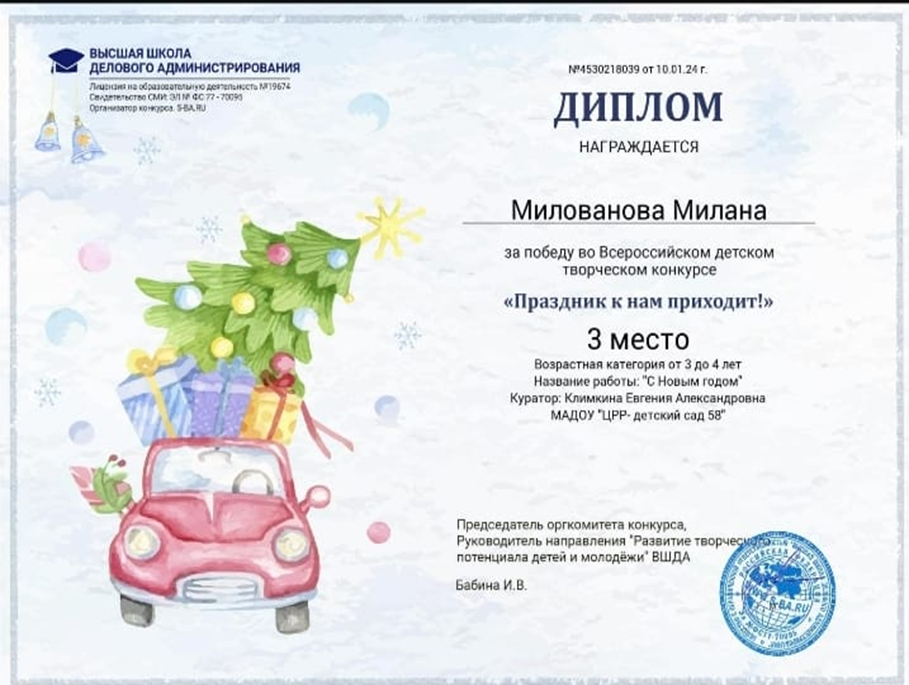 ВЫСШАЯ ШКОЛА
ДЕЛОВОГО АДМИНИСТРИРОВАНИЯ
Лицензия на образовательную деятельность №19674
Свидетельство СМИ: ЭЛ № ФС 77 - 70095
Организатор конкурса: S-BA.RU
№4530218039 от 10.01.24 г.
ДИПЛОМ
НАГРАЖДАЕТСЯ
Милованова Милана
за победу во Всероссийском детском
творческом конкурсе
«Праздник к нам приходит!»
3 место
Возрастная категория от 3 до 4 лет
Название работы: "С Новым годом"
Куратор: Климкина Евгения Александровна
МАДОУ "ЦРР- детский сад 58"
Председатель оргкомитета конкурса,
Руководитель направления "Развитие творческого
потенциала детей и молодёжи" ВШДА
Бабина И.В.
S-BA.RU